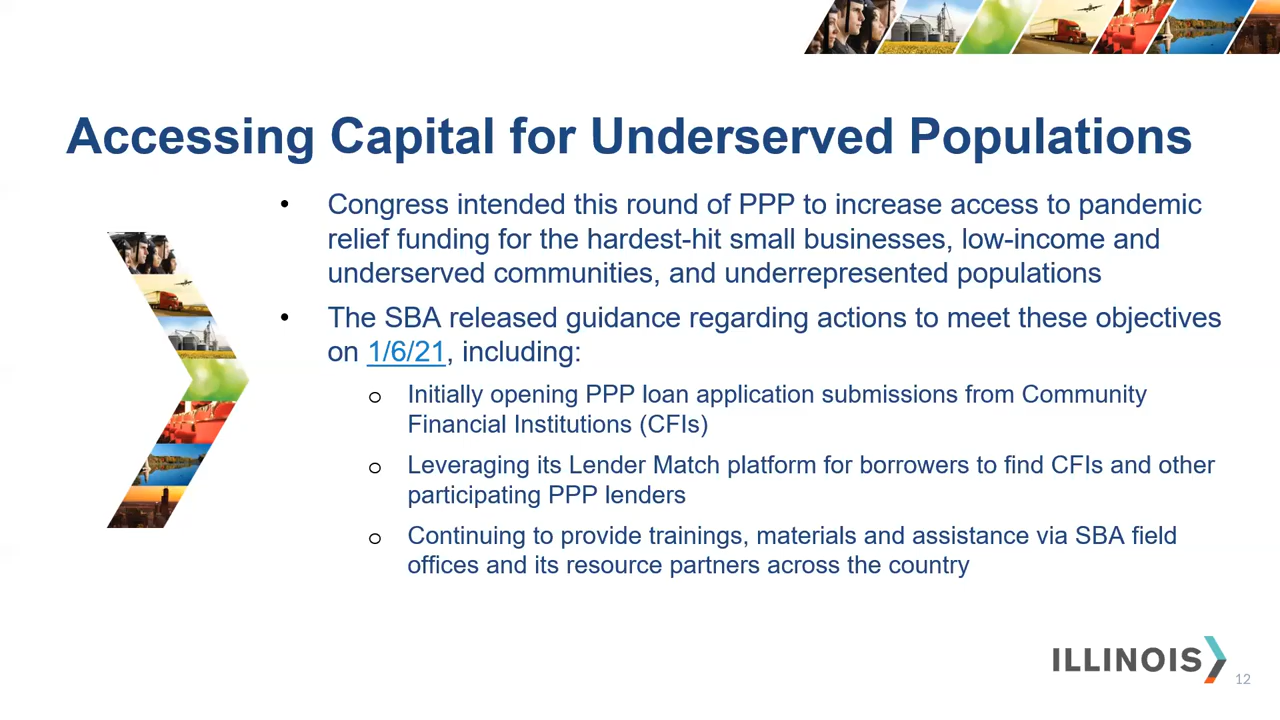 Accessing Capital for Underserved Populations
• Congress intended this round of PPP to increase access to pandemic
relief funding for the hardest-hit small businesses, low-income and
underserved communities, and underrepresented populations
• The SBA released guidance regarding actions to meet these objectives
on 1/6/21, including:
o Initially opening PPP loan application submissions from Community
Financial Institutions (CFIs)
o Leveraging its Lender Match platform for borrowers to find CFIs and other
participating PPP lenders
o Continuing to provide trainings, materials and assistance via SBA field
offices and its resource partners across the country
ILLINOIS
12